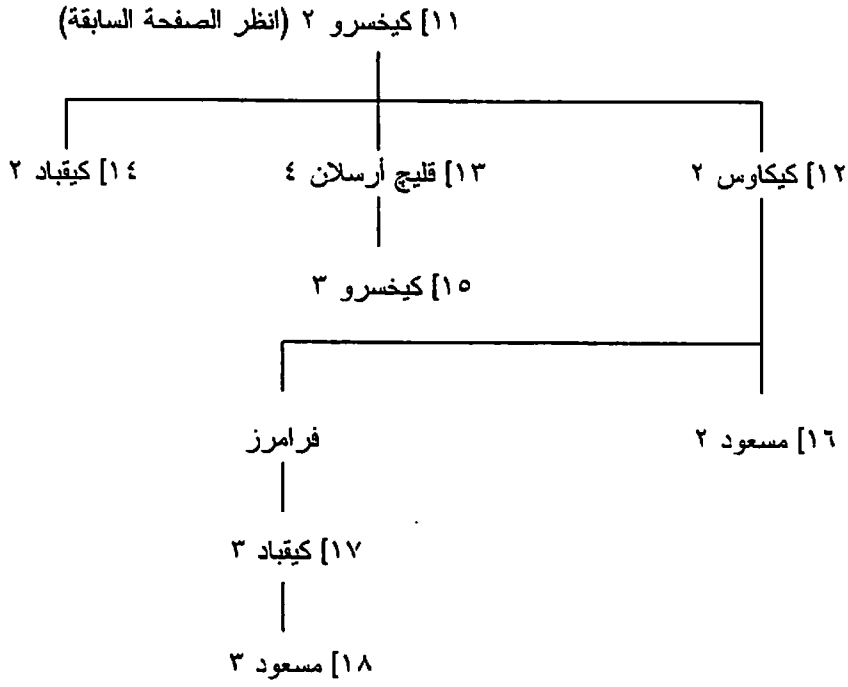 ١١] كيخسرو ٢ (انظر الصفحة السابقة)
١٢] كيكاوس ٢
١٣] قليچ أرسلان ٤
١٤] كيقباد ٢
١٥] كيخسرو ٣
فرامرز
١٦] مسعود ٢
١٧] كيقباد ٣
١٨] مسعود ٣